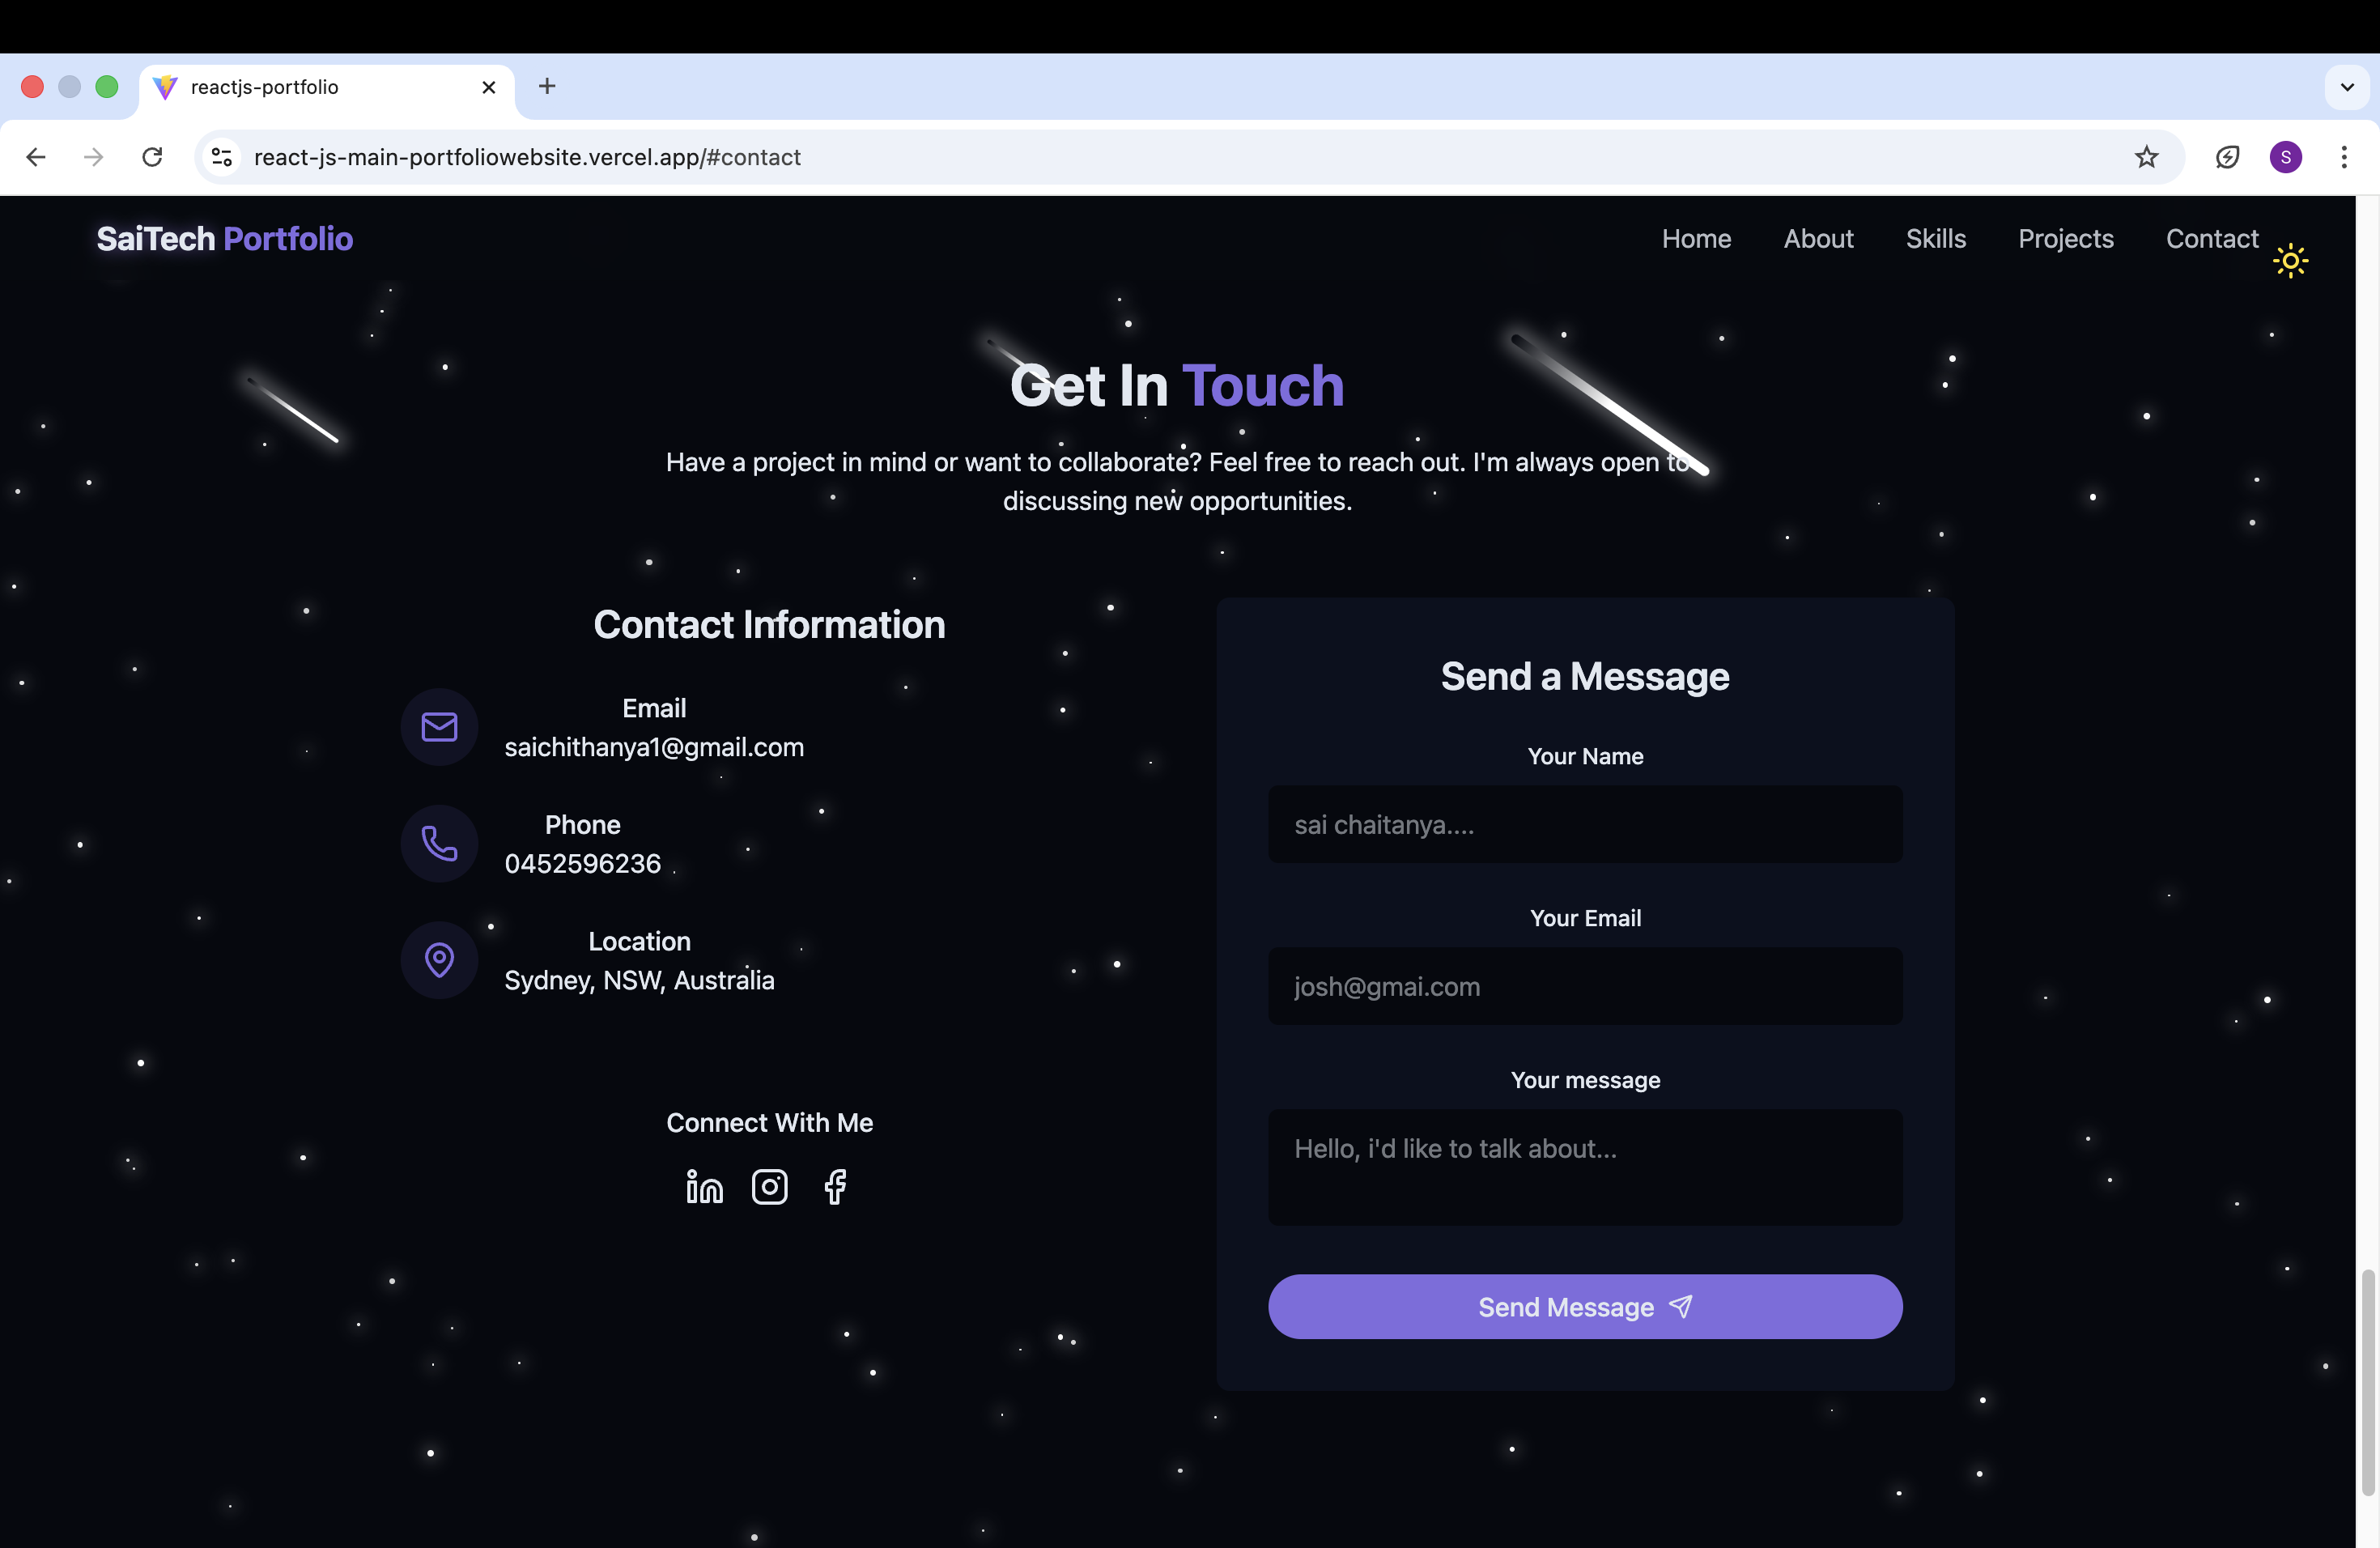 reactjs-portfolio
react-js-main-portfoliowebsite.vercel.app/#contact
S
SaiTech Portfolio
Home
About
Skills
Projects
Contact
Get In Touch
Have a project in mind or want to collaborate? Feel free to reach out. I'm always open to
discussing new opportunities.
Contact Information
Email
saichithanya1@gmail.com
Phone
0452596236
Location
Sydney, NSW, Australia
Connect With Me
Send a Message
Your Name
sai chaitanya....
Your Email
josh@gmai.com
Your message
Hello, i'd like to talk about...
Send Message